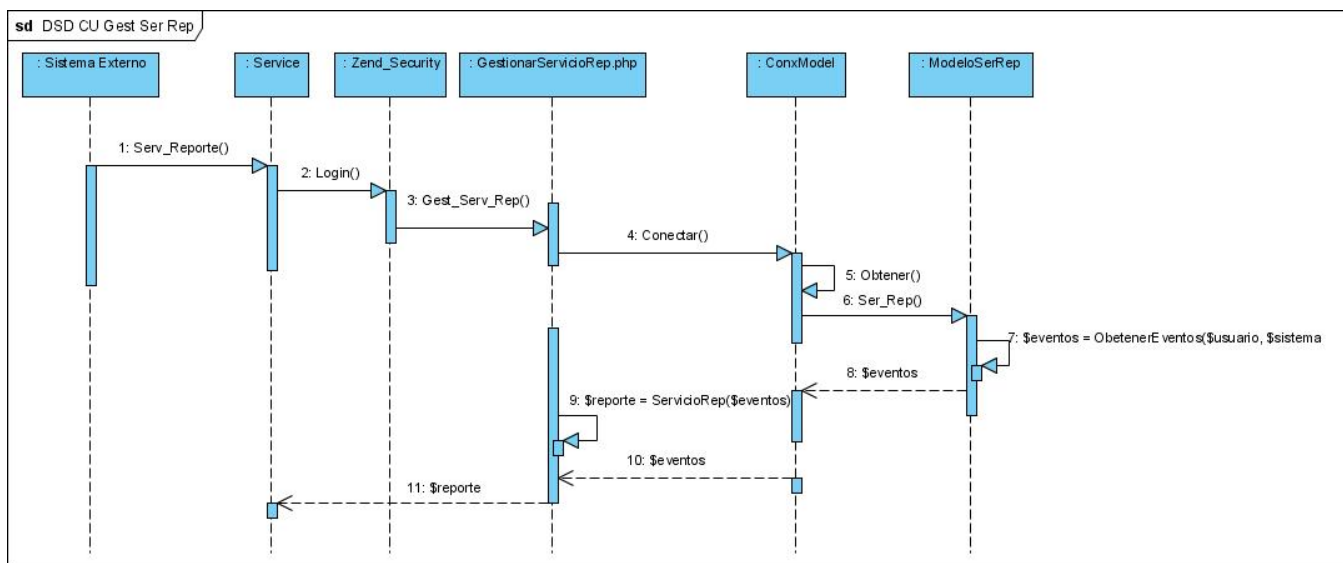 sd DSD CU Gest Ser Rep
: Sistema Externo
: Service
: Zend_Security
: GestionarServicioRep.php
: ConxModel
: ModeloSerRep
1: Serv_Reporte()
2: Login()
3: Gest_Serv_Rep()
4: Conectar()
5: Obtener()
6: Ser_Rep()
7: $eventos = ObetenerEventos($usuario, $sistema
8: $eventos
9: $reporte = ServicioRep($eventos)
10: $eventos
11: $reporte